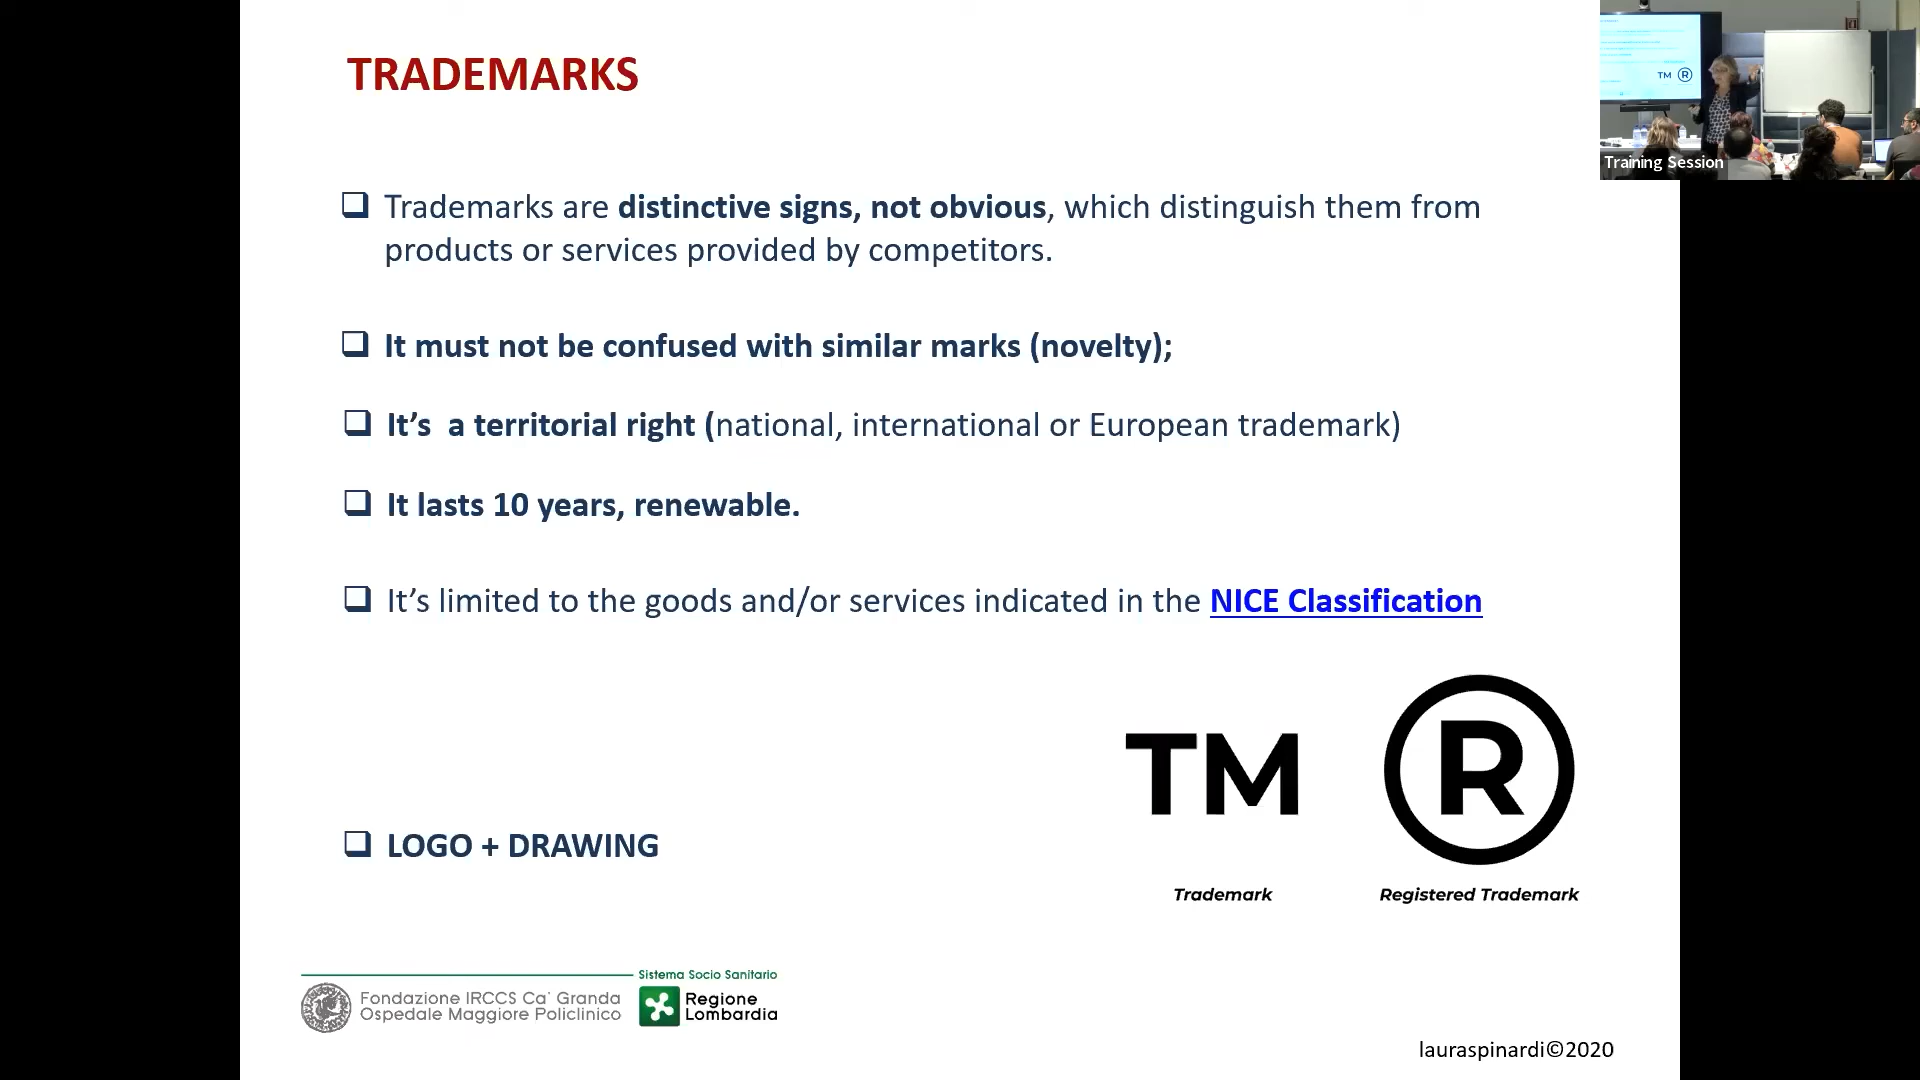 TRADEMARKS
Training Session
TM ®
❑ Trademarks are distinctive signs, not obvious, which distinguish them from
products or services provided by competitors.
❑ It must not be confused with similar marks (novelty);
❑ It’s  a territorial right (national, international or European trademark)
❑ It lasts 10 years, renewable.
❑ It’s limited to the goods and/or services indicated in the NICE Classification
TM ®
❑ LOGO + DRAWING
Trademark
Registered Trademark
Sistema Socio Sanitario
Fondazione IRCCS Ca' Granda
Ospedale Maggiore Policlinico
Regione
Lombardia
lauraspinardi©2020